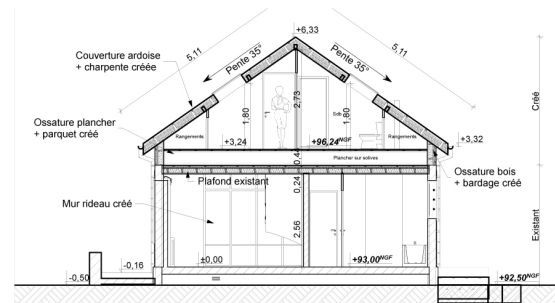 +6,33
5,11
Pente 35°
Pente 35°
5,11
Couverture ardoise
+ charpente créée
1,80
2,73
1,80
Créé
Ossature plancher
+ parquet créé
Rangements
Sdb
Rangements
+3,24
+96,24NGF
+3,32
0,44
Plancher sur solives
Ossature bois
+ bardage créé
Plafond existant
0,24
Mur rideau créé
2,56
Existant
-0,16
±0,00
+93,00NGF
-0,50
+92,50NGF